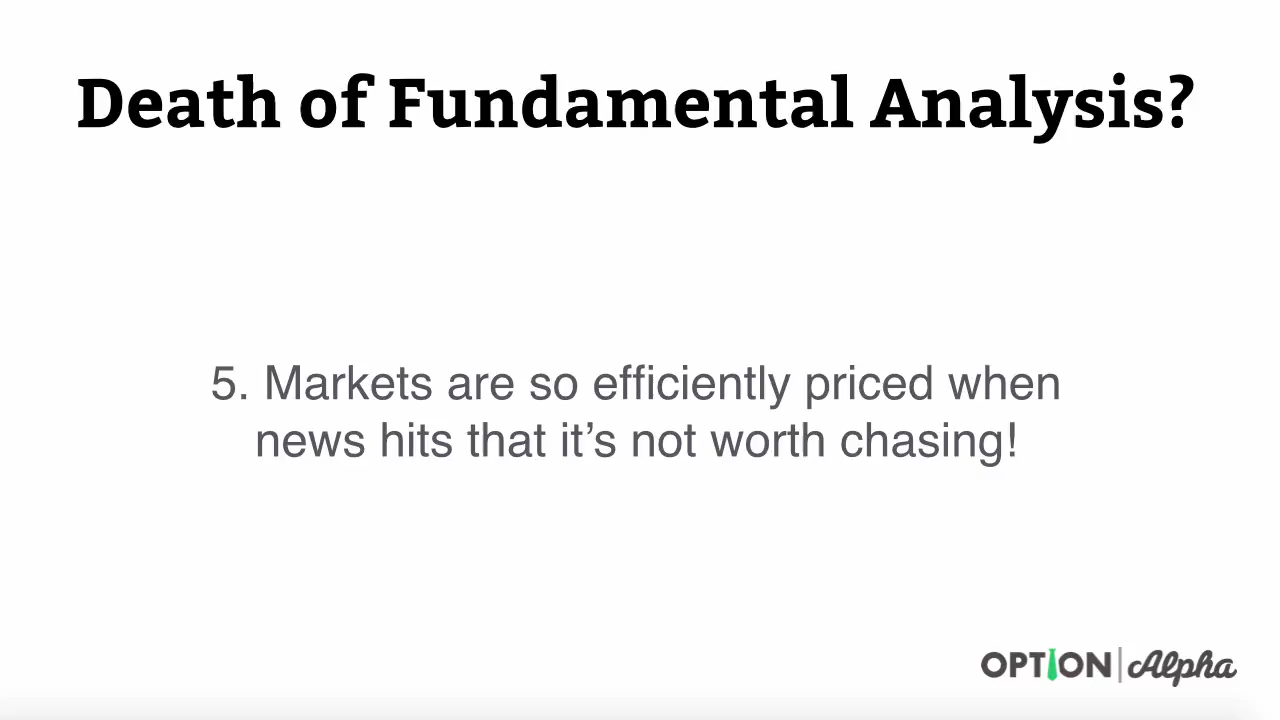 Death of Fundamental Analysis?
5. Markets are so efficiently priced when
news hits that it's not worth chasing!
OPTION | Alpha